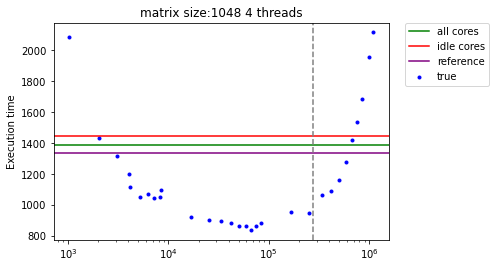 matrix size:1048 4 threads
all cores
idle cores
reference
true
Execution time
2000
1800
1600
1400
1200
1000
800
10³
10⁴
10⁵
10⁶